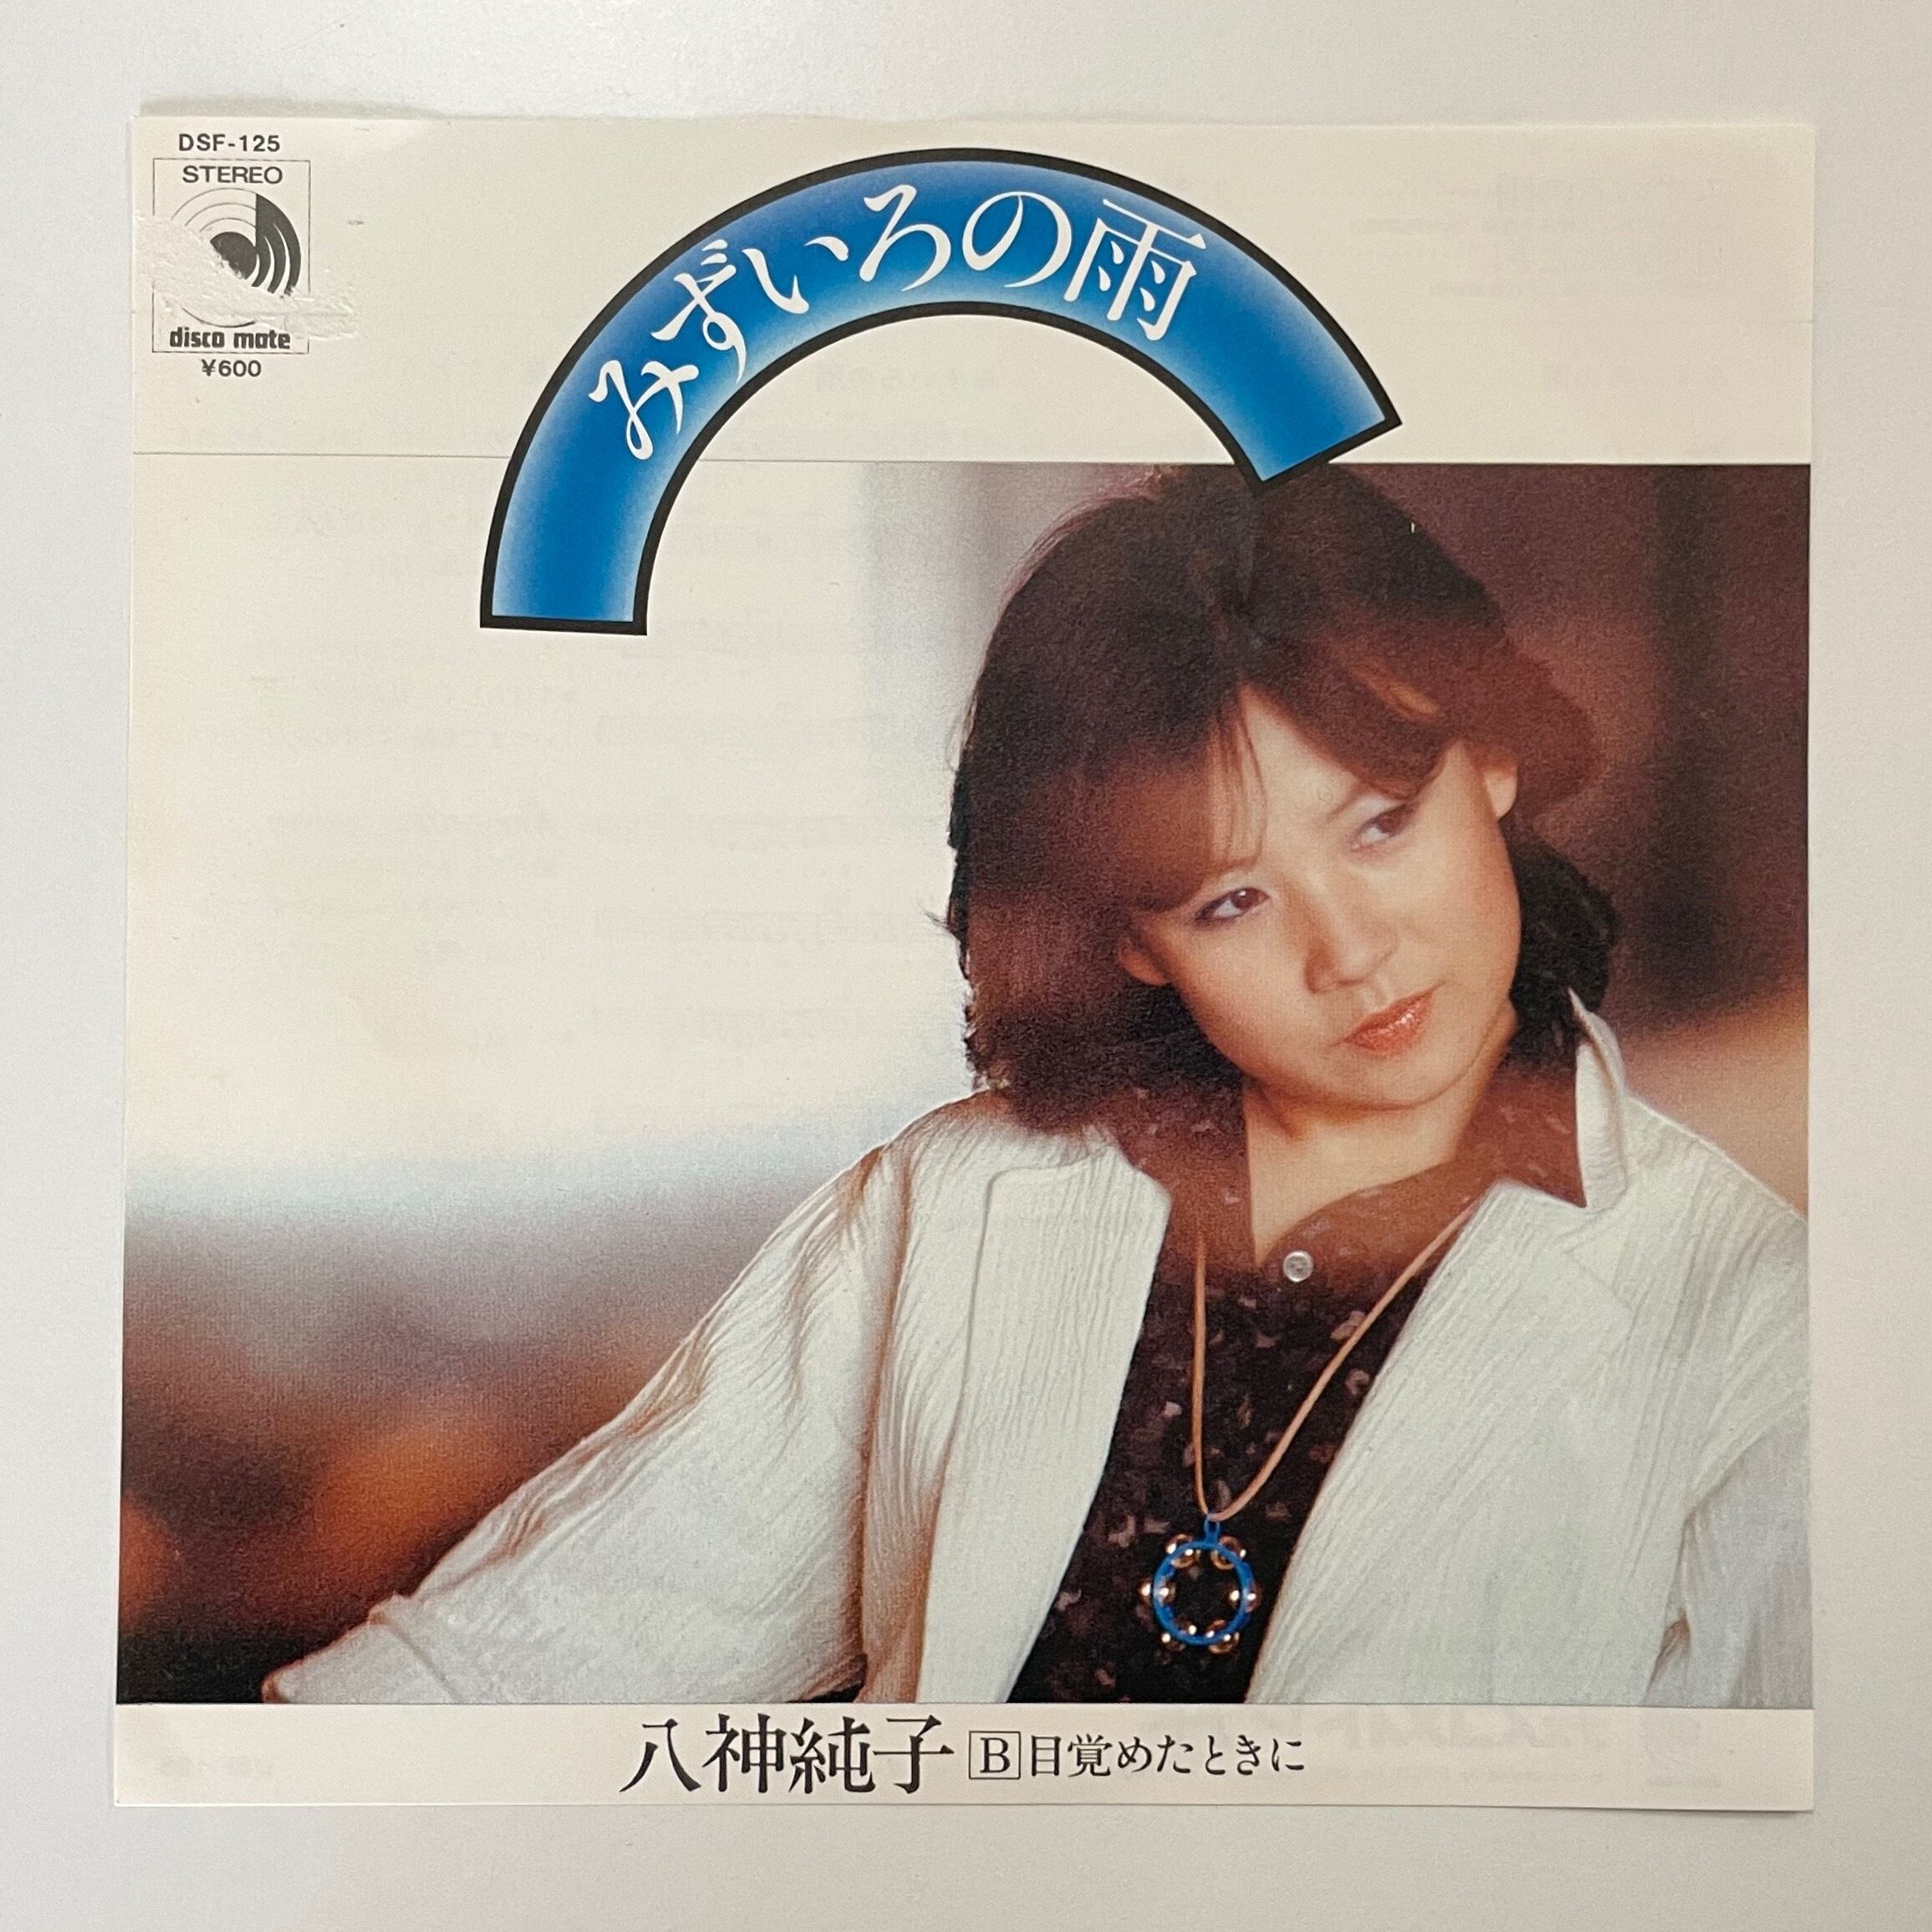 DSF-125
STEREO
disco mate
¥600
みずいろの雨
八神純子 B 目覚めたときに